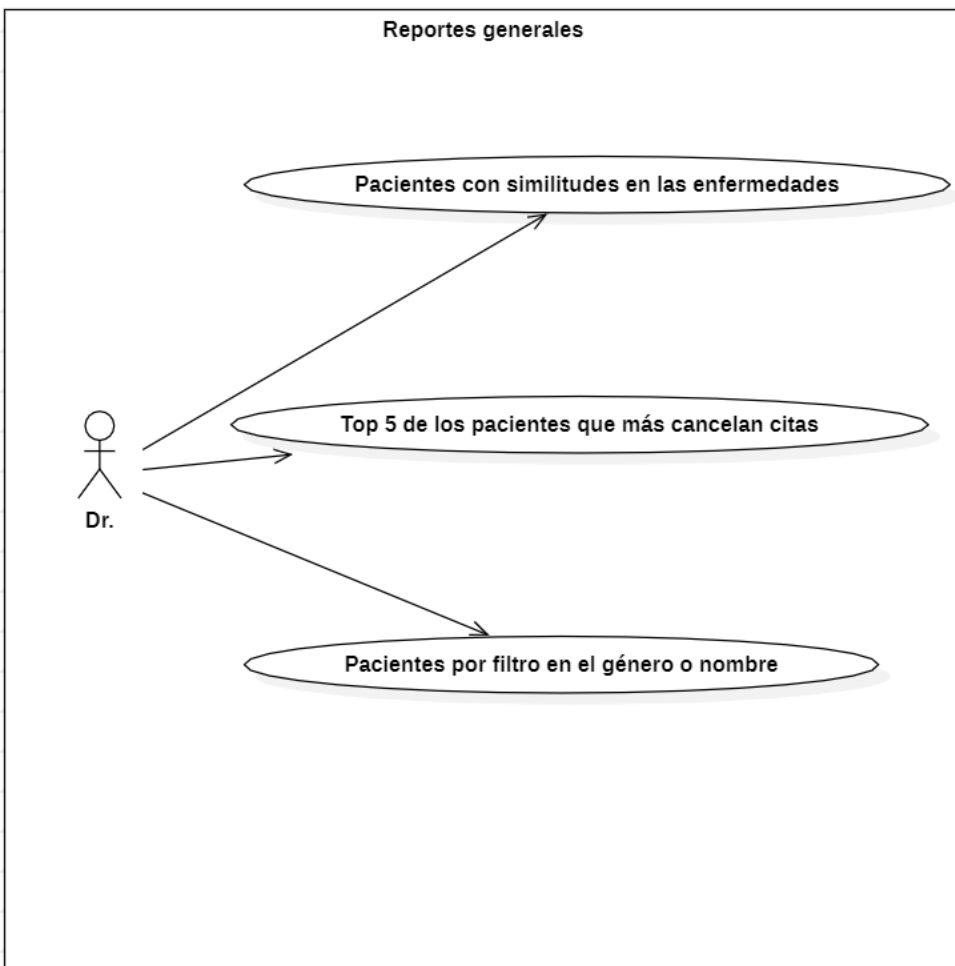 Reportes generales
Pacientes con similitudes en las enfermedades
Top 5 de los pacientes que más cancelan citas
Dr.
Pacientes por filtro en el género o nombre